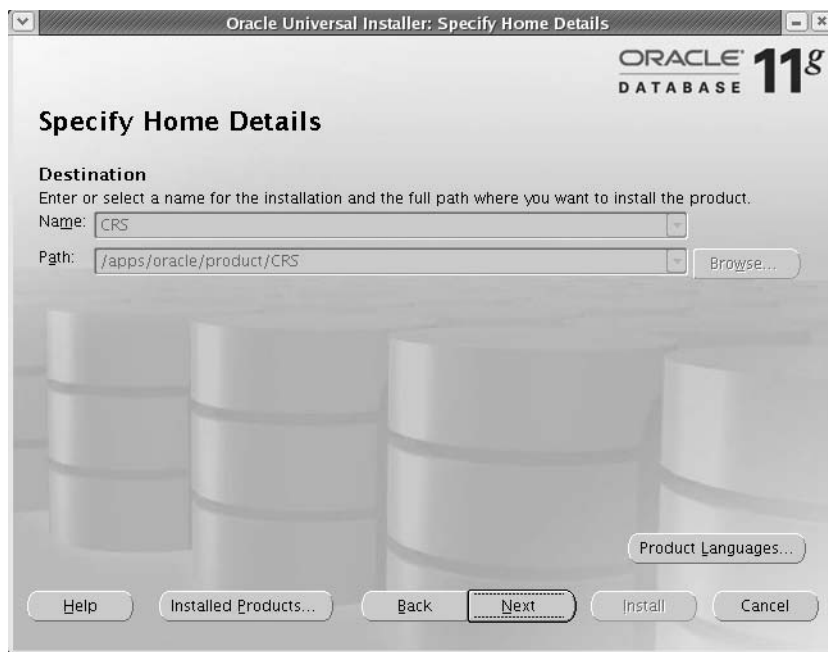 Oracle Universal Installer: Specify Home Details
ORACLE 11g
DATABASE
Specify Home Details
Destination
Enter or select a name for the installation and the full path where you want to install the product.
Name: CRS
Path: /apps/oracle/product/CRS Browse...
Product Languages...
Help Installed Products... Back Next Install Cancel